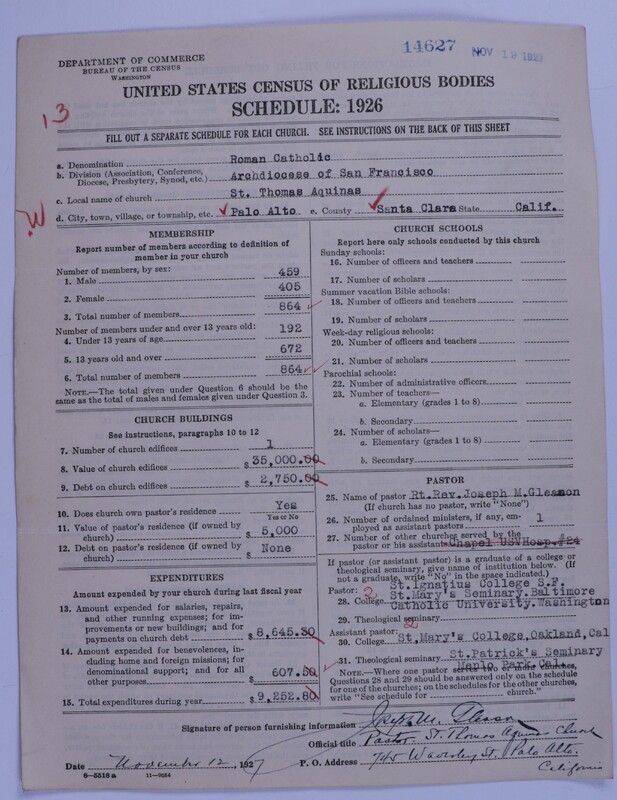 14627 NOV 19 1927
DEPARTMENT OF COMMERCE
BUREAU OF THE CENSUS
WASHINGTON
UNITED STATES CENSUS OF RELIGIOUS BODIES
SCHEDULE: 1926
13
FILL OUT A SEPARATE SCHEDULE FOR EACH CHURCH. SEE INSTRUCTIONS ON THE BACK OF THIS SHEET
a. Denomination Roman Catholic
b. Division (Association, Conference, Diocese, Presbytery, Synod, etc.) Archdiocese of San Francisco
c. Local name of church St. Thomas Aquinas
W
d. City, town, village, or township, etc. Palo Alto e. County Santa Clara State Calif.
MEMBERSHIP
Report number of members according to definition of
member in your church
Number of members, by sex:
1. Male 459
2. Female 405
3. Total number of members 864
Number of members under and over 13 years old:
4. Under 13 years of age 192
5. 13 years old and over 672
6. Total number of members 864
NOTE.—The total given under Question 6 should be the
same as the total of males and females given under Question 3.
CHURCH BUILDINGS
See instructions, paragraphs 10 to 12
7. Number of church edifices 1
8. Value of church edifices $35,000.00
9. Debt on church edifices $2,750.00
10. Does church own pastor's residence Yes
Yes or No
11. Value of pastor's residence (if owned by
church) $5,000
12. Debt on pastor's residence (if owned by
church) $None
EXPENDITURES
Amount expended by your church during last fiscal year
13. Amount expended for salaries, repairs,
and other running expenses; for im-
provements or new buildings; and for
payments on church debt $8,645.30
14. Amount expended for benevolences, in-
cluding home and foreign missions; for
denominational support; and for all
other purposes $607.50
15. Total expenditures during year $9,252.80
CHURCH SCHOOLS
Report here only schools conducted by this church
Sunday schools:
16. Number of officers and teachers
17. Number of scholars
Summer vacation Bible schools:
18. Number of officers and teachers
19. Number of scholars
Week-day religious schools:
20. Number of officers and teachers
21. Number of scholars
Parochial schools:
22. Number of administrative officers
23. Number of teachers—
a. Elementary (grades 1 to 8)
b. Secondary
24. Number of scholars—
a. Elementary (grades 1 to 8)
b. Secondary
PASTOR
25. Name of pastor Rt.Rev.Joseph M.Gleason
(If church has no pastor, write "None")
26. Number of ordained ministers, if any, em-
ployed as assistant pastors 1
27. Number of other churches served by the
pastor or his assistants Chapel USVHosp.#24
If pastor (or assistant pastor) is a graduate of a college or
theological seminary, give name of institution below. (If
not a graduate, write "No" in the space indicated.)
Pastor: 2 St.Ignatius College S.F.
28. College St.Mary's Seminary.Baltimore
Catholic University.Washington
29. Theological seminary 2
Assistant pastor:
30. College St,Mary's College,Oakland,Cal
31. Theological seminary St.Patrick's Seminary
Menlo Park,Cal.
NOTE.—Where one pastor serves two or more churches,
Questions 28 and 29 should be answered only on the schedule
for one of the churches; on the schedules for the other churches,
write "See schedule for church."
Signature of person furnishing information Joseph M. Gleason
Official title Pastor. St. Thomas Aquinas Church
Date November 12, 1927 P. O. Address 745 Waverley St. Palo Alto.
California
8—5518a 11—9054